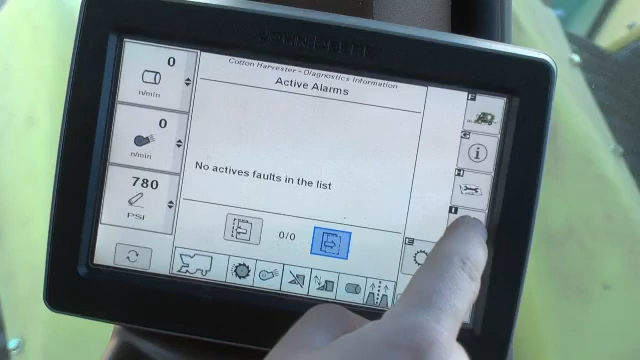 JOHN DEERE
Cotton Harvester - Diagnostics Information
Active Alarms
0
n/min
0
n/min
780
PSI
No actives faults in the list
0/0
F
G
H
I
E